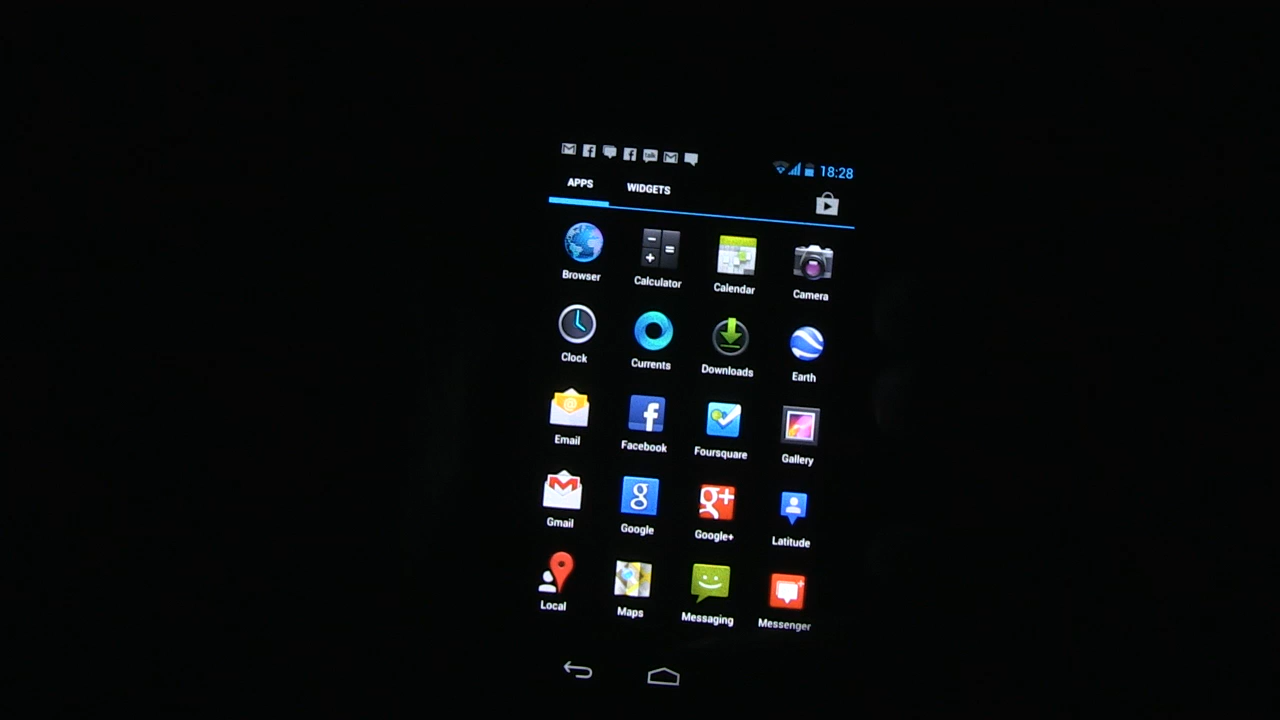 talk
18:28
APPS WIDGETS
Browser Calculator Calendar Camera
Clock Currents Downloads Earth
Email Facebook Foursquare Gallery
Gmail Google Google+ Latitude
Local Maps Messaging Messenger